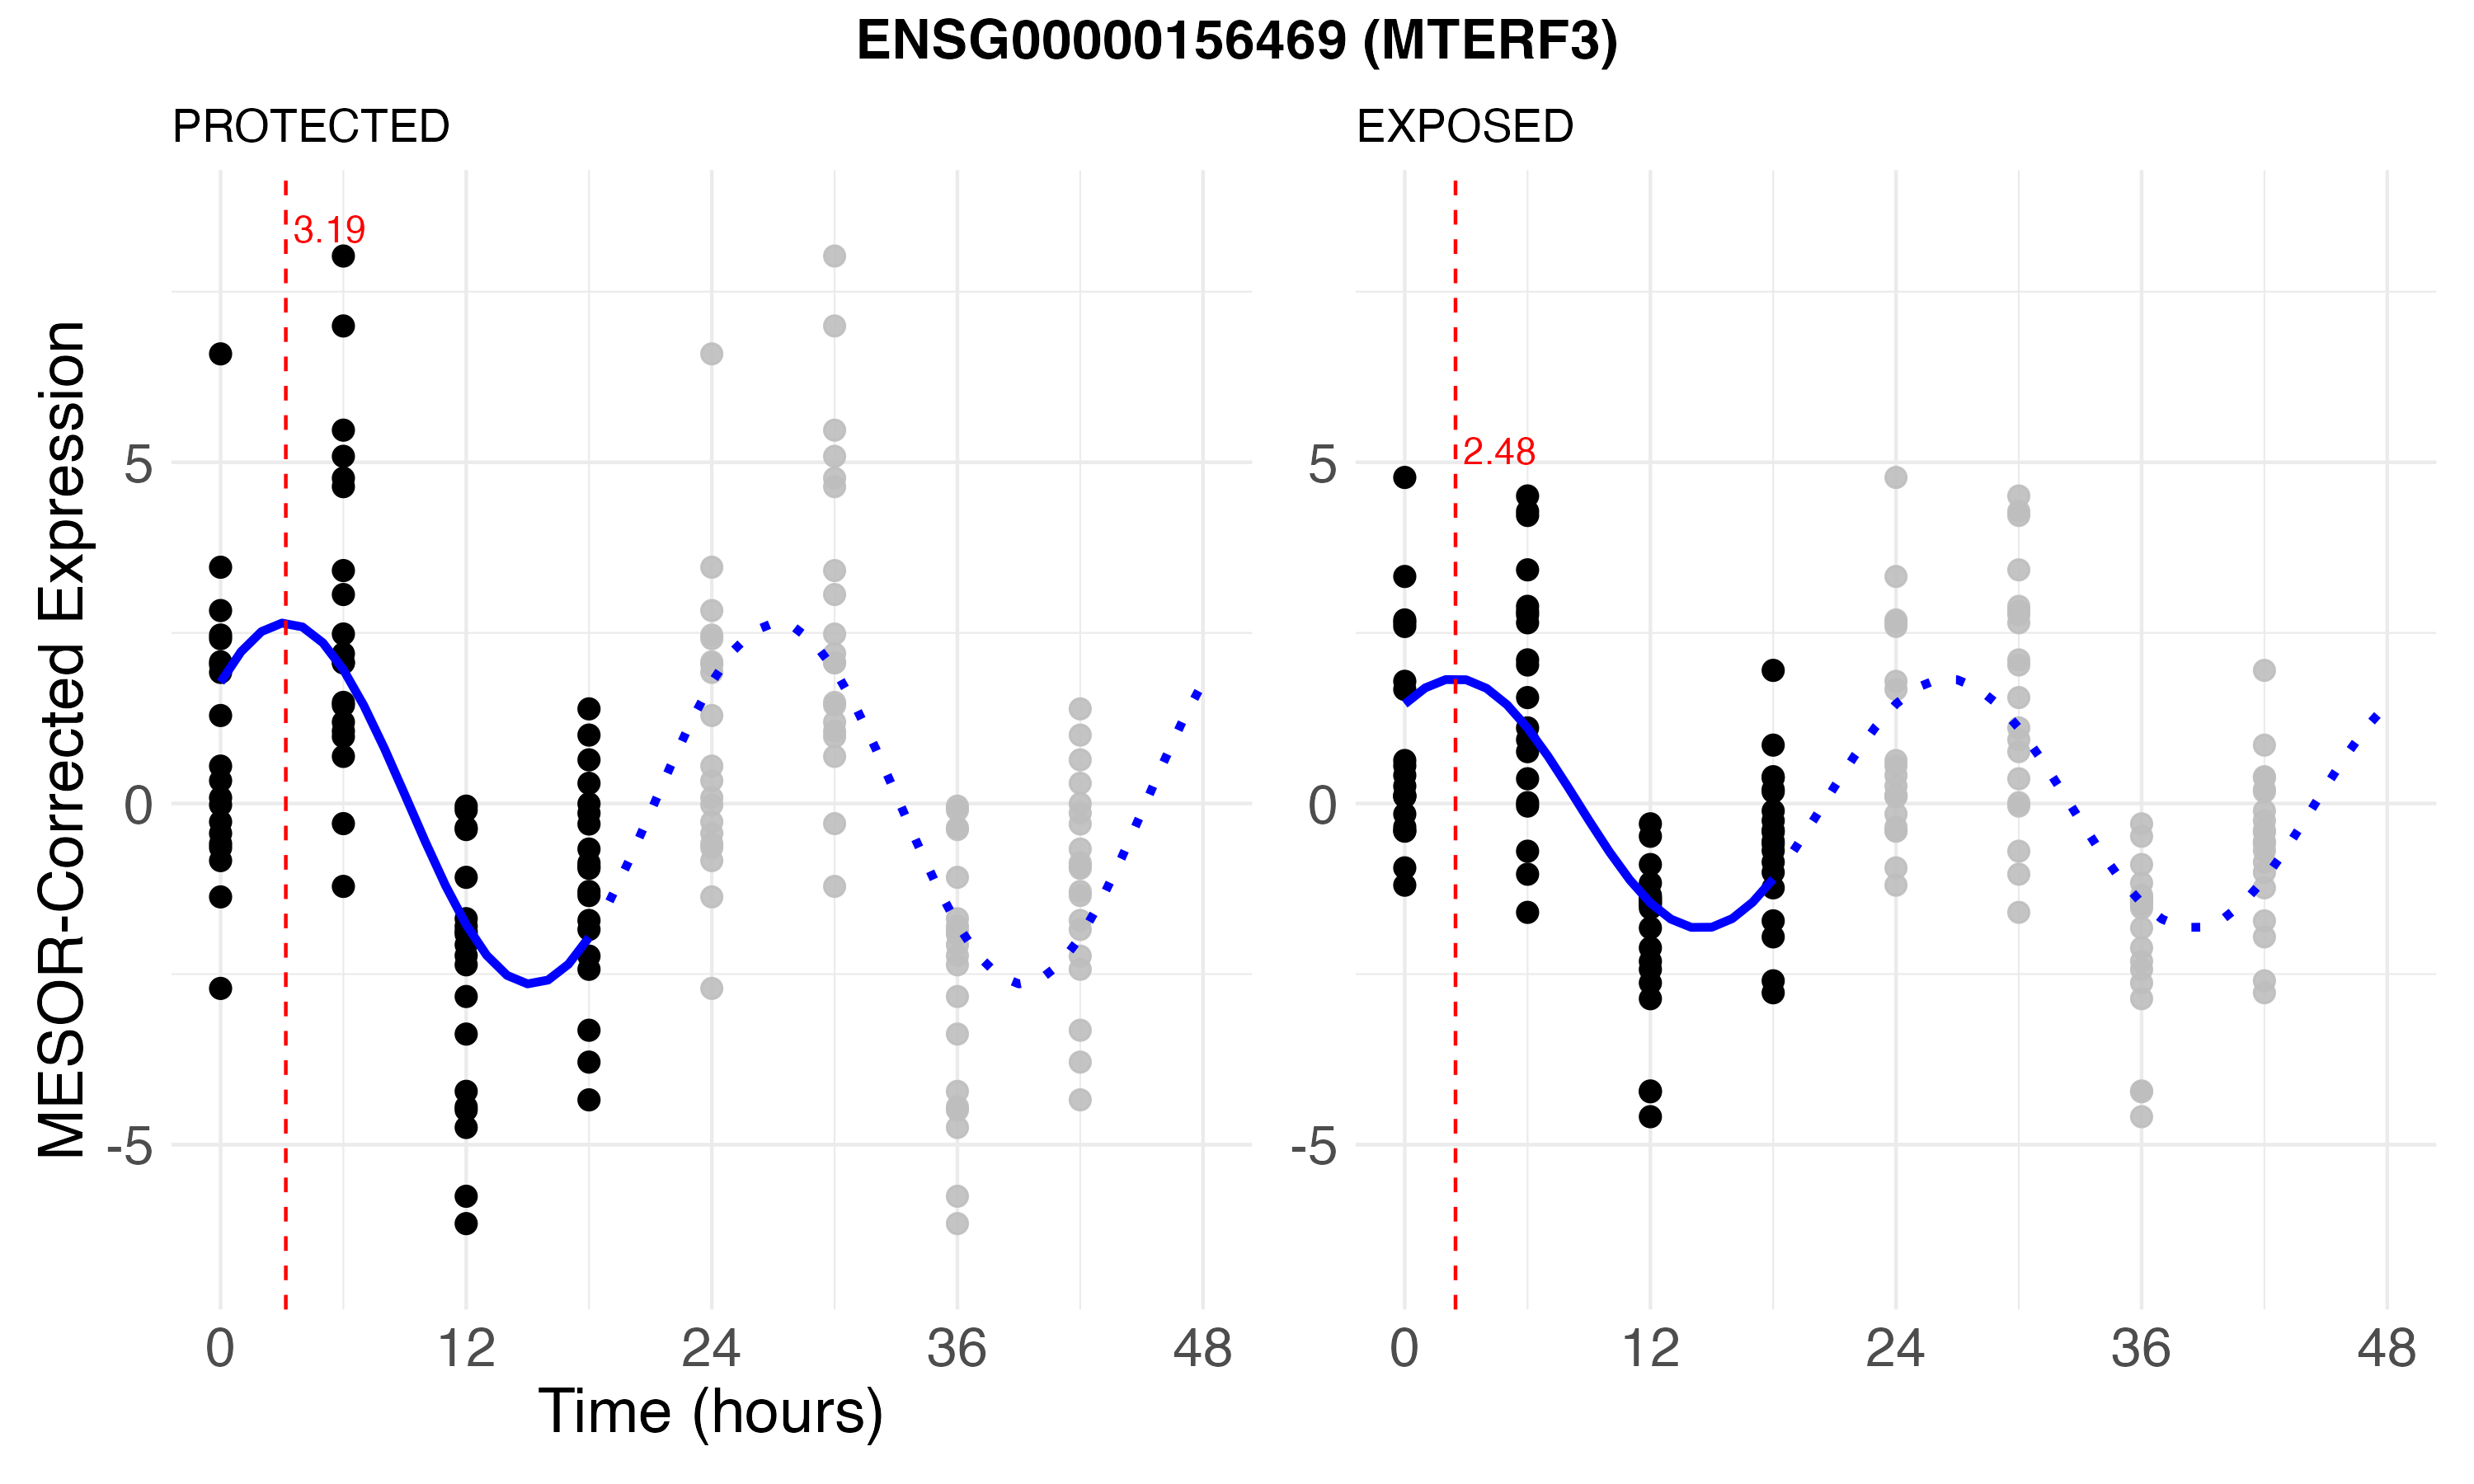 ENSG00000156469 (MTERF3)
PROTECTED
EXPOSED
3.19
2.48
MESOR-Corrected Expression
5
0
-5
5
0
-5
0 12 24 36 48
0 12 24 36 48
Time (hours)